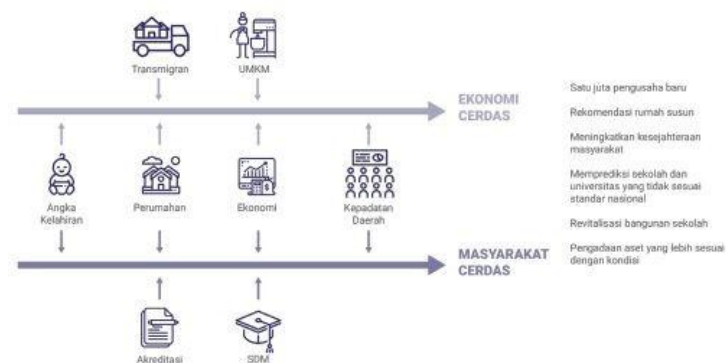 Transmigran
UMKM
EKONOMI
CERDAS
Angka
Kelahiran
Perumahan
Ekonomi
Kepadatan
Daerah
MASYARAKAT
CERDAS
Akreditasi
SDM
Satu juta pengusaha baru
Rekomendasi rumah susun
Meningkatkan kesejahteraan
masyarakat
Memprediksi sekolah dan
universitas yang tidak sesuai
standar nasional
Revitalisasi bangunan sekolah
Pengadaan aset yang lebih sesuai
dengan kondisi